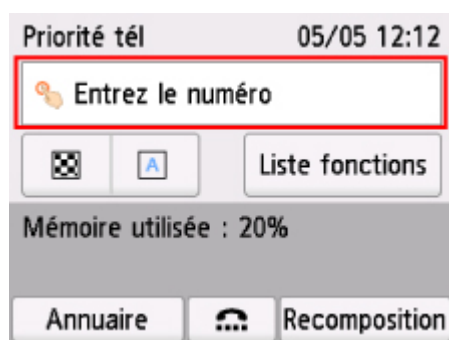 Priorité tél 05/05 12:12
Entrez le numéro
A Liste fonctions
Mémoire utilisée : 20%
Annuaire Recomposition